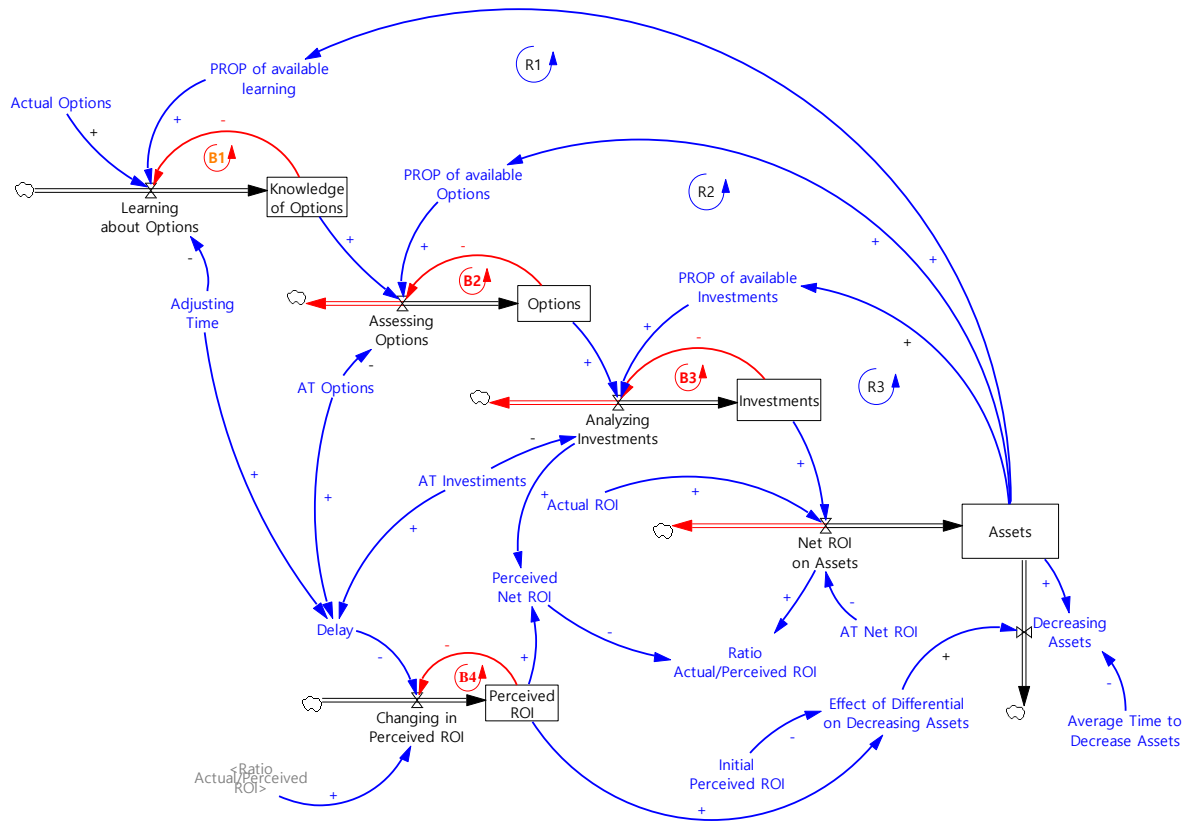 R1
PROP of available
learning
Actual Options
+
+
-
B1
Knowledge
of Options
Learning
about Options
PROP of available
Options
R2
+
+
-
B2
+
+
-
Adjusting
Time
Options
Assessing
Options
PROP of available
Investments
+
+
-
B3
+
R3
-
AT Options
Investments
Analyzing
Investments
-
+
+
AT Investiments
+
Actual ROI
+
+
+
Assets
Net ROI
on Assets
Perceived
Net ROI
+
-
+
Decreasing
Assets
AT Net ROI
Delay
-
-
B4
+
-
Ratio
Actual/Perceived ROI
+
Perceived
ROI
Changing in
Perceived ROI
-
Effect of Differential
on Decreasing Assets
Average Time to
Decrease Assets
-
Initial
Perceived ROI
<Ratio
Actual/Perceived
ROI>
+
+